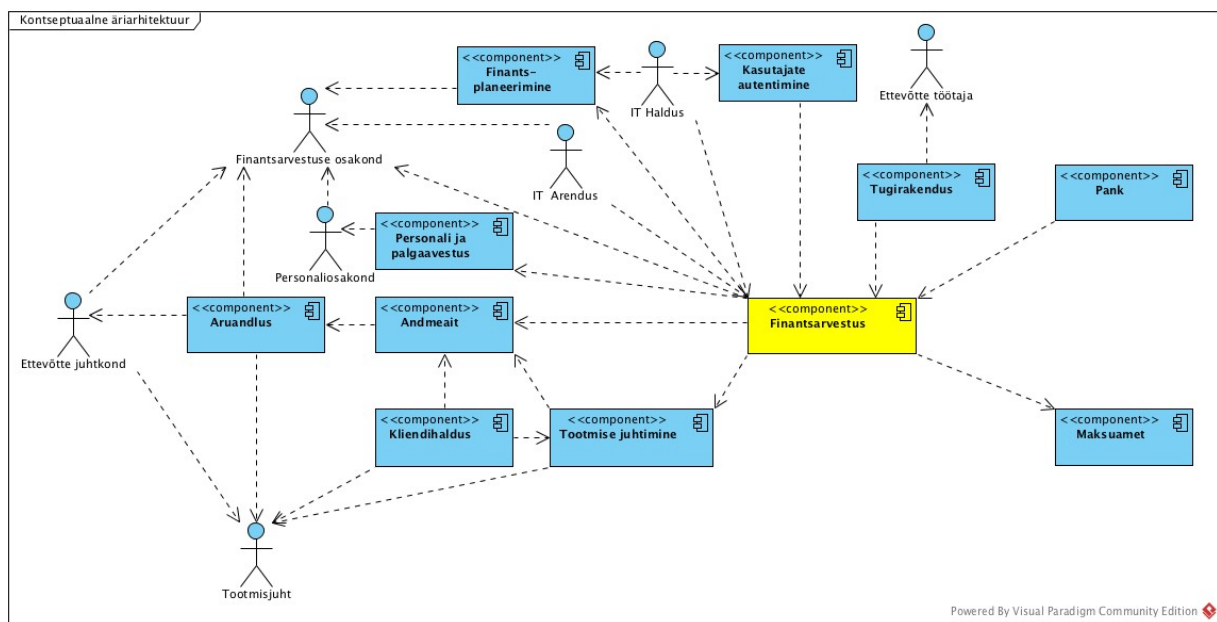 Kontseptuaalne äriarhitektuur
<<component>>
Finants-
planeerimine
IT Haldus
<<component>>
Kasutajate
autentimine
Ettevõtte töötaja
Finantsarvestuse osakond
IT Arendus
<<component>>
Tugirakendus
<<component>>
Pank
Personaliosakond
<<component>>
Personali ja
palgaavestus
Ettevõtte juhtkond
<<component>>
Aruandlus
<<component>>
Andmeait
<<component>>
Finantsarvestus
<<component>>
Kliendihaldus
<<component>>
Tootmise juhtimine
<<component>>
Maksuamet
Tootmisjuht
Powered By Visual Paradigm Community Edition